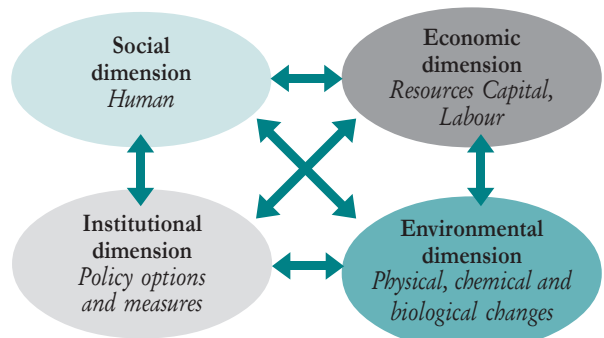 Social
dimension
Human
Economic
dimension
Resources Capital,
Labour
Institutional
dimension
Policy options
and measures
Environmental
dimension
Physical, chemical and
biological changes